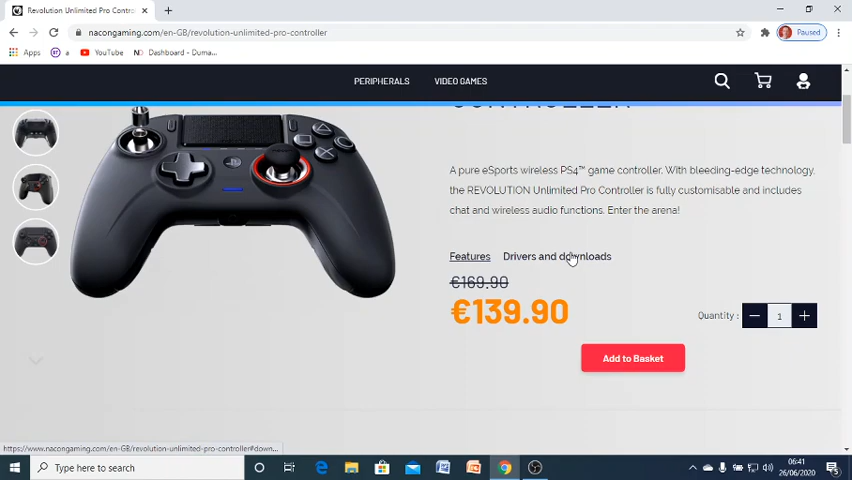 Revolution Unlimited Pro Control
nacongaming.com/en-GB/revolution-unlimited-pro-controller
Paused
Apps
a
YouTube
Dashboard - Duma...
PERIPHERALS VIDEO GAMES
CONTROLLER
A pure eSports wireless PS4™ game controller. With bleeding-edge technology,
the REVOLUTION Unlimited Pro Controller is fully customisable and includes
chat and wireless audio functions. Enter the arena!
Features Drivers and downloads
€169.90
€139.90
Quantity : 1
Add to Basket
https://www.nacongaming.com/en-GB/revolution-unlimited-pro-controller#down...
Type here to search
06:41
26/06/2020